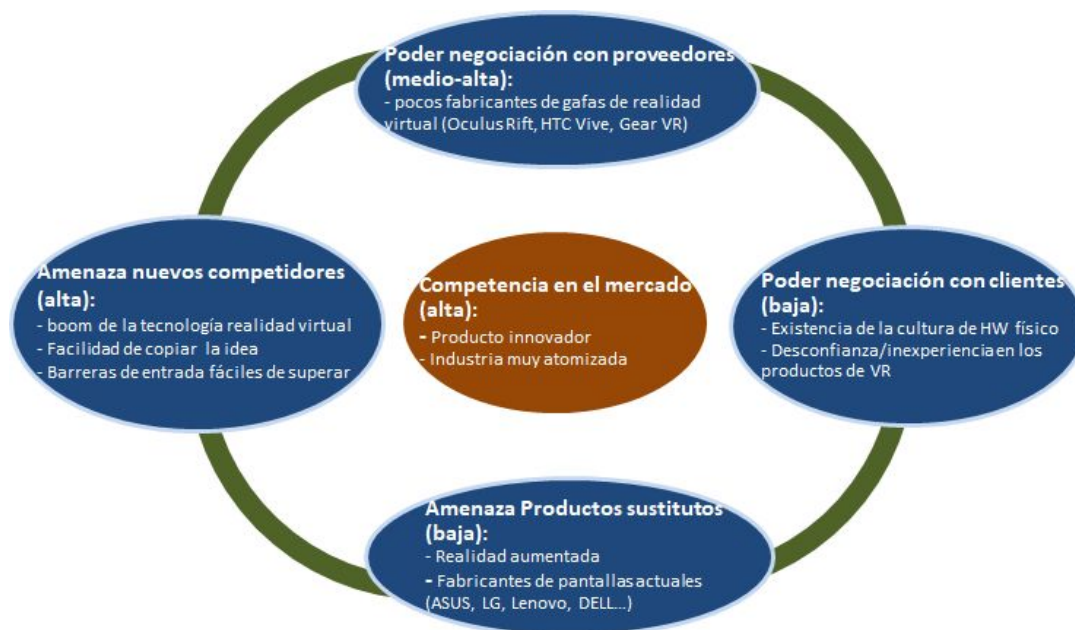 Poder negociación con proveedores
(medio-alta):
- pocos fabricantes de gafas de realidad
virtual (Oculus Rift, HTC Vive, Gear VR)
Amenaza nuevos competidores
(alta):
- boom de la tecnología realidad virtual
- Facilidad de copiar la idea
- Barreras de entrada fáciles de superar
Competencia en el mercado
(alta):
- Producto innovador
- Industria muy atomizada
Poder negociación con clientes
(baja):
- Existencia de la cultura de HW físico
- Desconfianza/inexperiencia en los
productos de VR
Amenaza Productos sustitutos
(baja):
- Realidad aumentada
- Fabricantes de pantallas actuales
(ASUS, LG, Lenovo, DELL...)